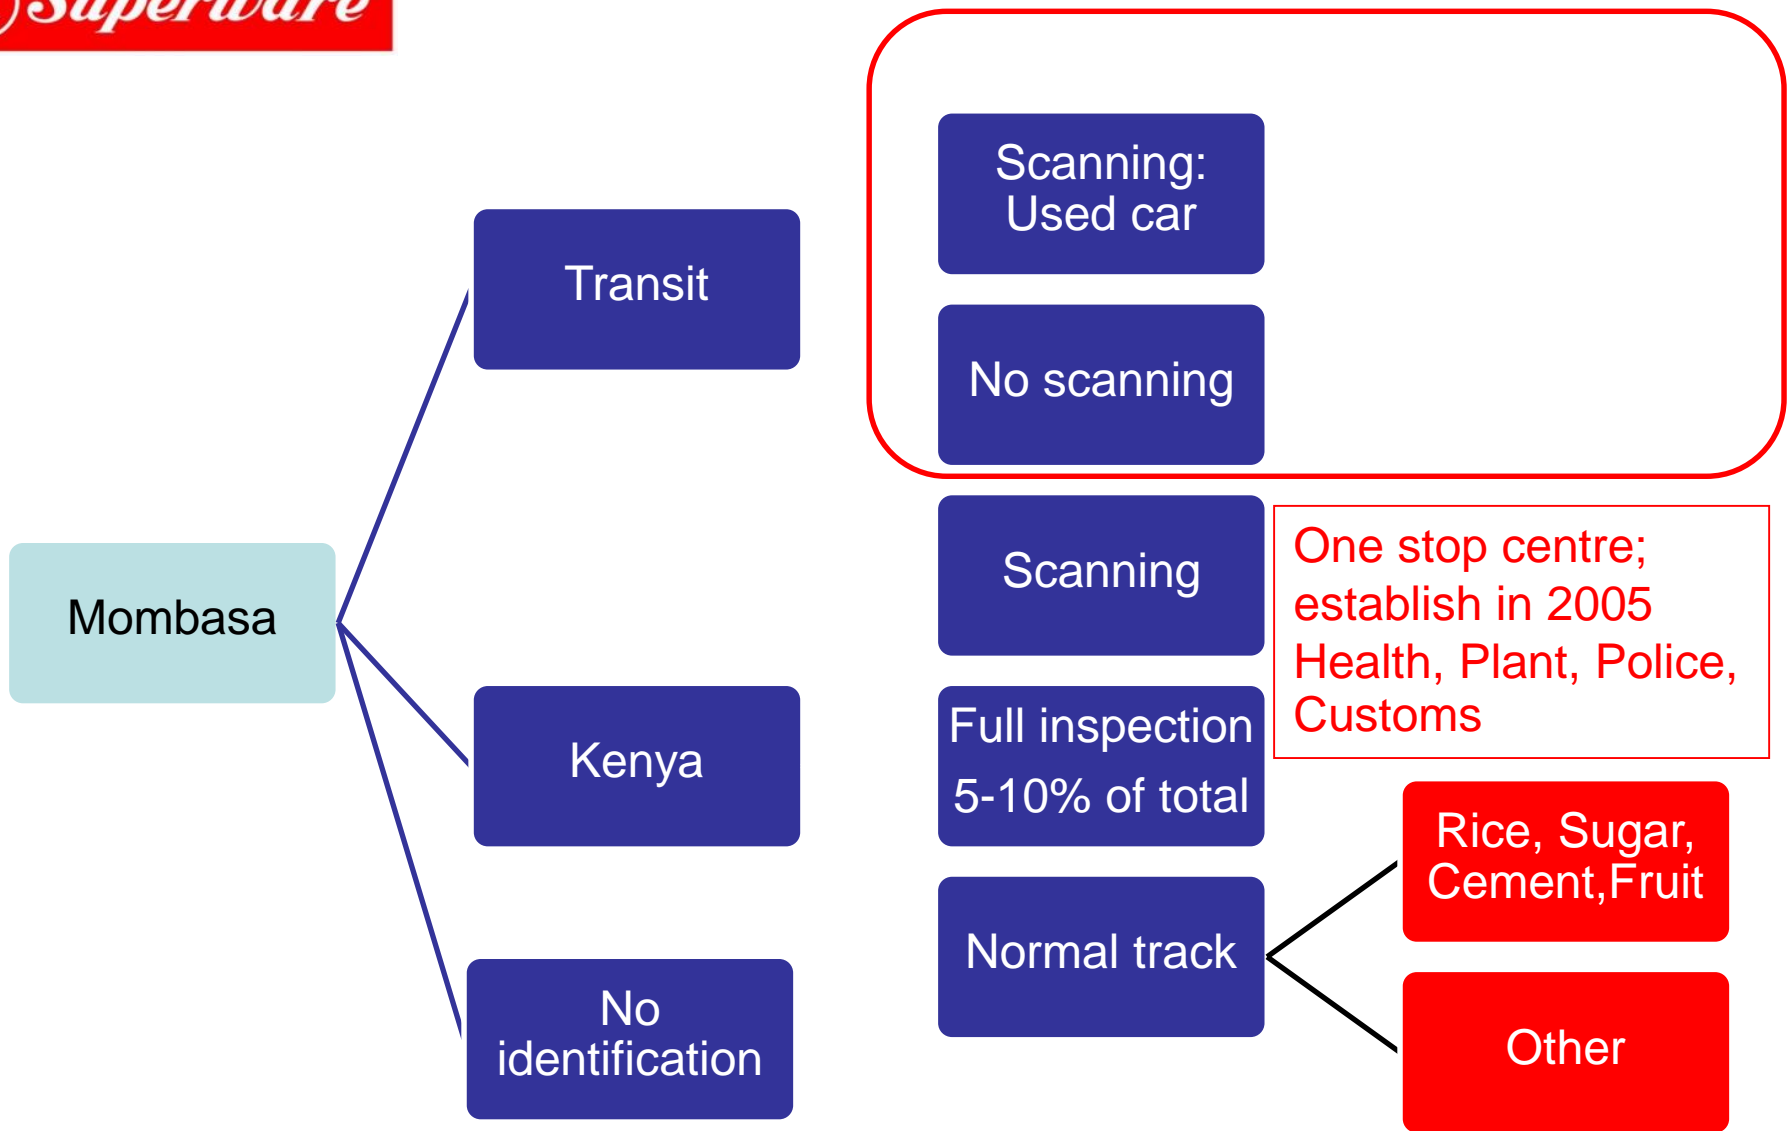 Superware
Scanning:
Used car
Transit
No scanning
Scanning
One stop centre;
establish in 2005
Health, Plant, Police,
Customs
Mombasa
Full inspection
5-10% of total
Kenya
Rice, Sugar,
Cement,Fruit
Normal track
No
identification
Other